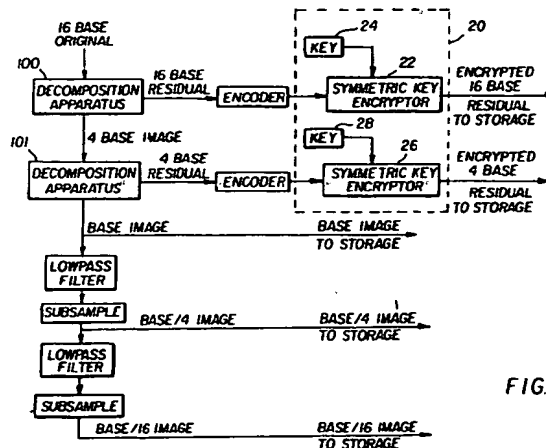 16 BASE
ORIGINAL
24
KEY
20
100
22
DECOMPOSITION
APPARATUS
16 BASE
RESIDUAL
ENCODER
SYMMETRIC KEY
ENCRYPTOR
ENCRYPTED
16 BASE
RESIDUAL
TO STORAGE
4 BASE IMAGE
28
KEY
101
26
DECOMPOSITION
APPARATUS
4 BASE
RESIDUAL
ENCODER
SYMMETRIC KEY
ENCRYPTOR
ENCRYPTED
4 BASE
RESIDUAL
TO STORAGE
BASE IMAGE
BASE IMAGE
TO STORAGE
LOWPASS
FILTER
SUBSAMPLE
BASE/4 IMAGE
BASE/4 IMAGE
TO STORAGE
LOWPASS
FILTER
SUBSAMPLE
BASE/16 IMAGE
BASE/16 IMAGE
TO STORAGE
FIG.